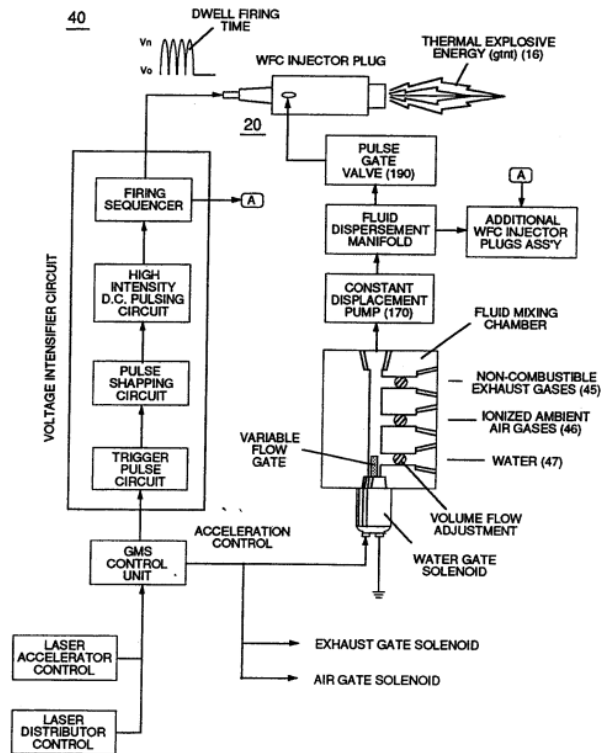 40
DWELL FIRING
TIME
Vn
Vo
WFC INJECTOR PLUG
THERMAL EXPLOSIVE
ENERGY (gtnt) (16)
20
PULSE
GATE
VALVE (190)
FIRING
SEQUENCER
A
A
FLUID
DISPERSEMENT
MANIFOLD
ADDITIONAL
WFC INJECTOR
PLUGS ASS'Y
VOLTAGE INTENSIFIER CIRCUIT
HIGH
INTENSITY
D.C. PULSING
CIRCUIT
CONSTANT
DISPLACEMENT
PUMP (170)
FLUID MIXING
CHAMBER
PULSE
SHAPPING
CIRCUIT
NON-COMBUSTIBLE
EXHAUST GASES (45)
IONIZED AMBIENT
AIR GASES (46)
VARIABLE
FLOW
GATE
WATER (47)
TRIGGER
PULSE
CIRCUIT
VOLUME FLOW
ADJUSTMENT
ACCELERATION
CONTROL
WATER GATE
SOLENOID
GMS
CONTROL
UNIT
LASER
ACCELERATOR
CONTROL
EXHAUST GATE SOLENOID
AIR GATE SOLENOID
LASER
DISTRIBUTOR
CONTROL